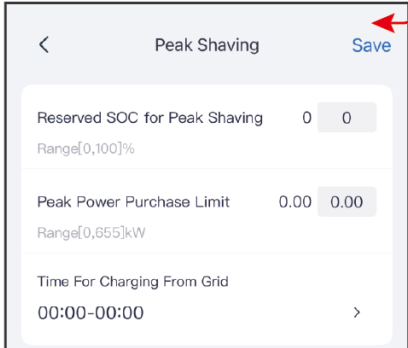 Peak Shaving Save
Reserved SOC for Peak Shaving 0 0
Range[0,100]%
Peak Power Purchase Limit 0.00 0.00
Range[0,655]kW
Time For Charging From Grid
00:00-00:00